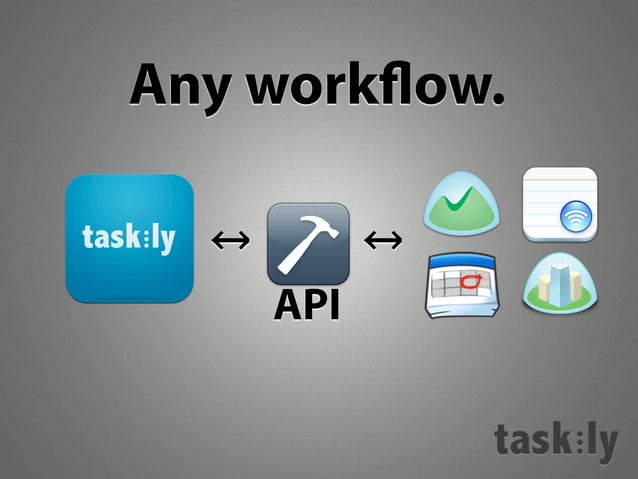 Any workflow.
task:ly
↔ ↔
API
task:ly